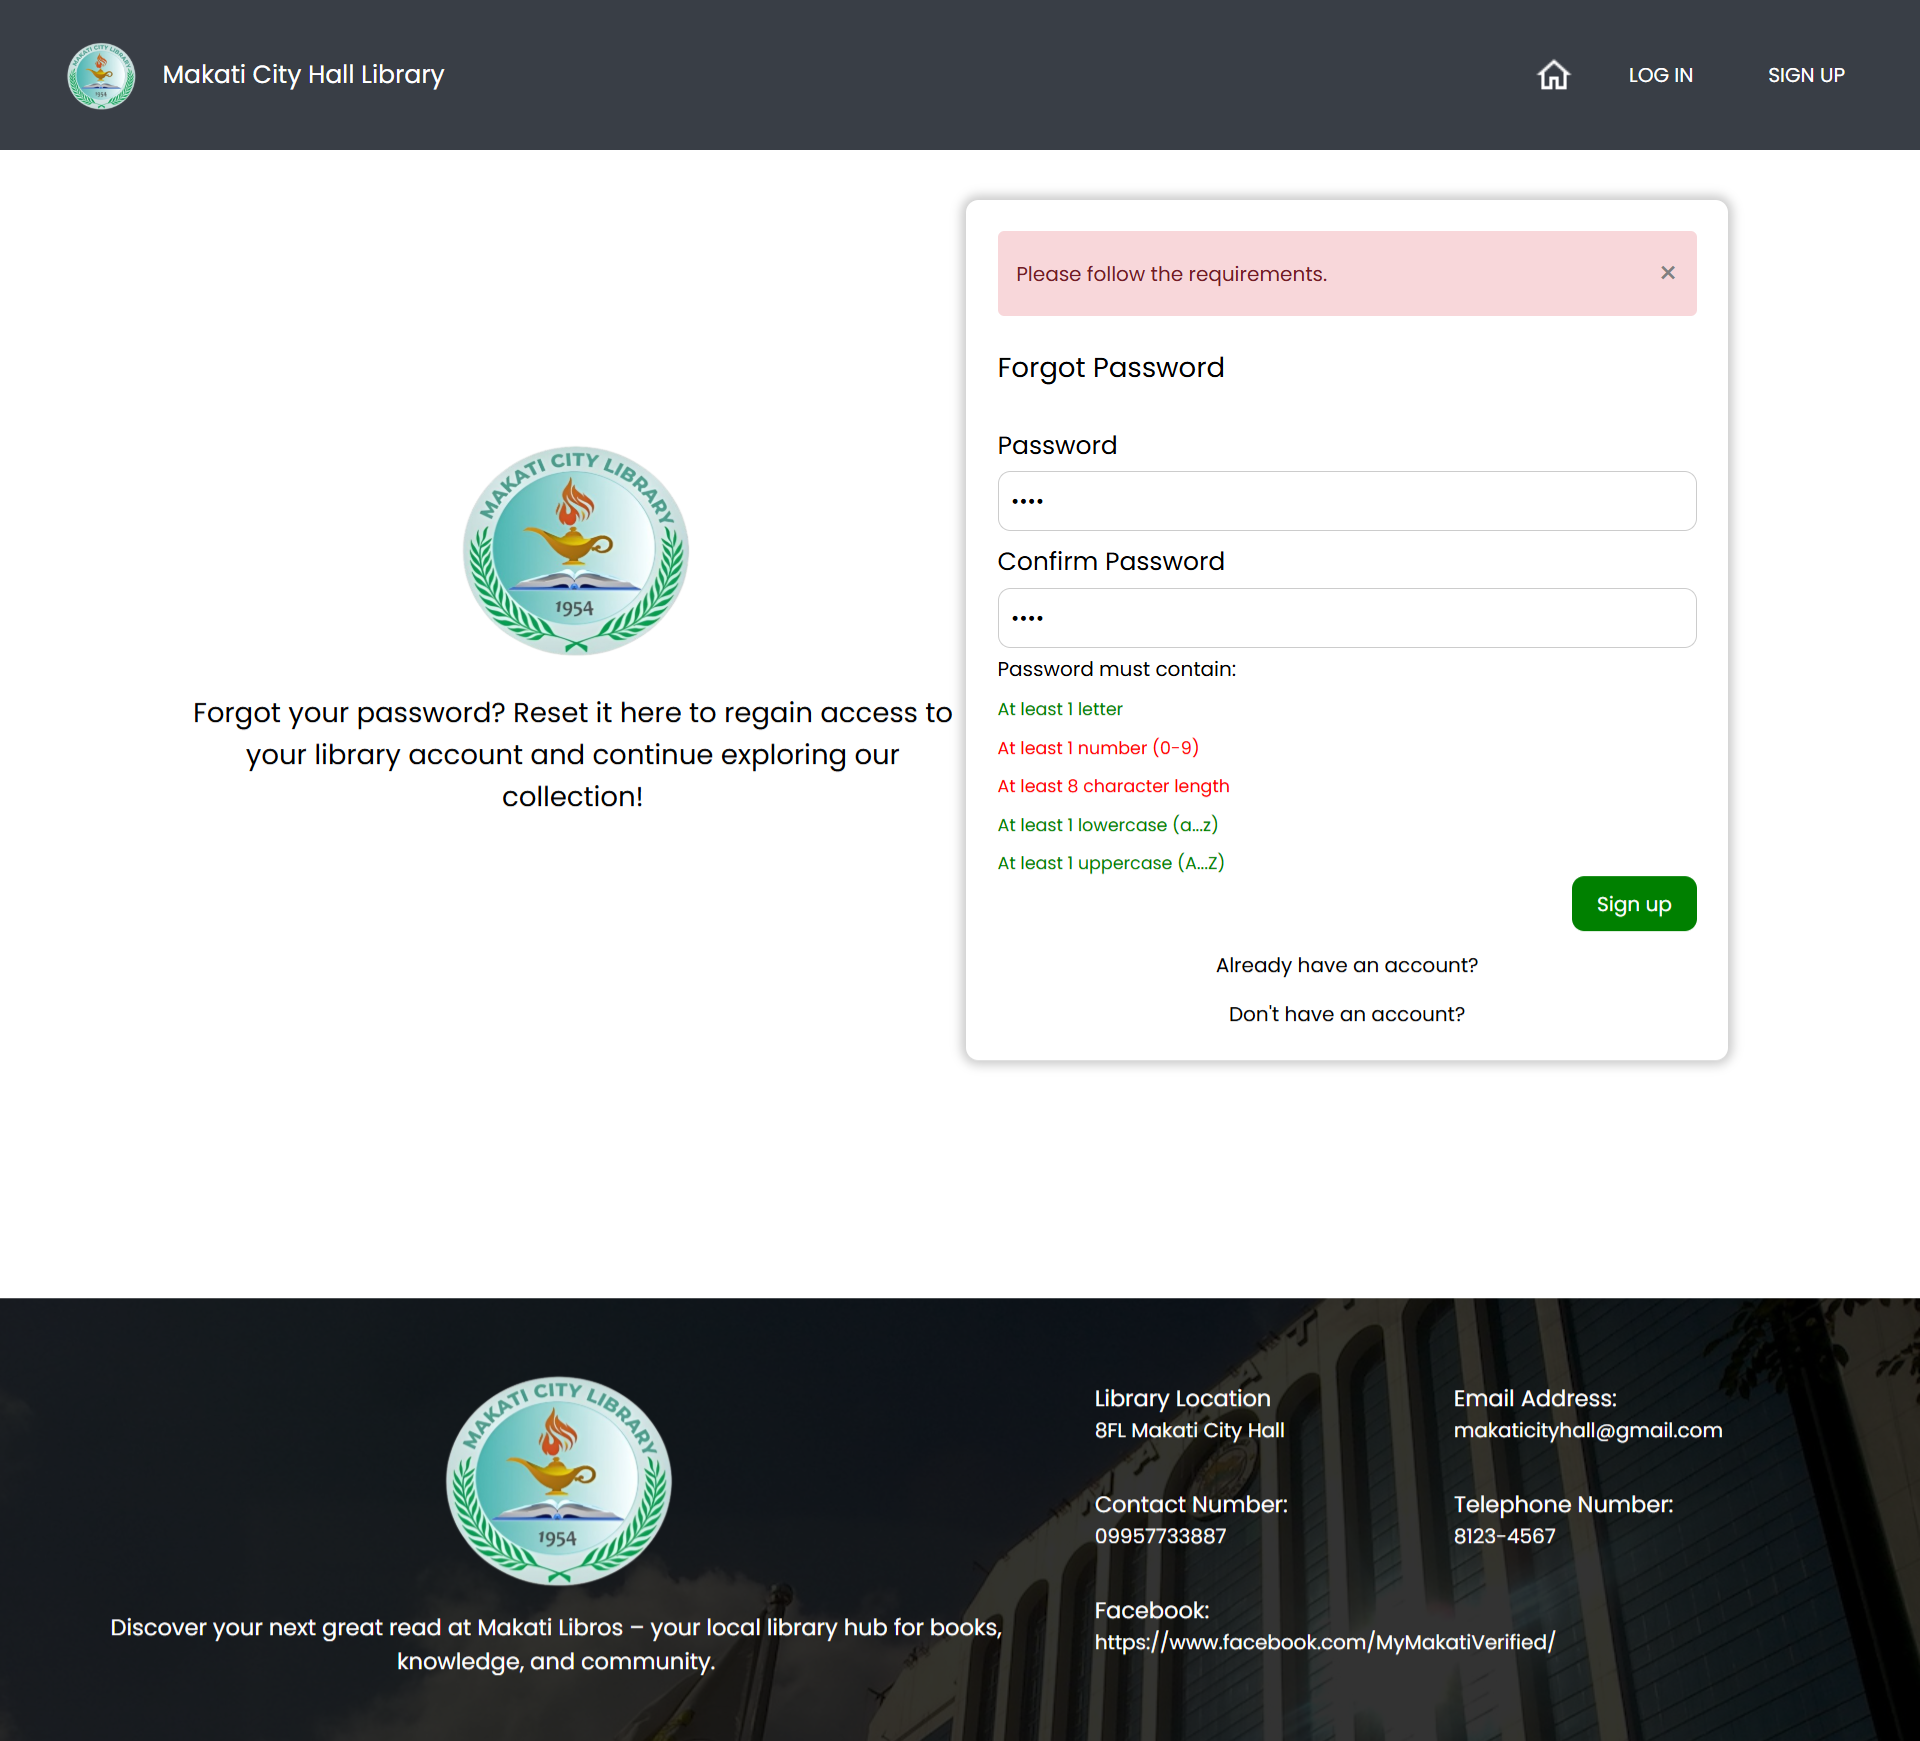 MAKATI CITY LIBRARY
1954
Makati City Hall Library
LOG IN
SIGN UP
Please follow the requirements.
×
Forgot Password
Password
••••
Confirm Password
••••
Password must contain:
At least 1 letter
At least 1 number (0-9)
At least 8 character length
At least 1 lowercase (a...z)
At least 1 uppercase (A...Z)
Sign up
Already have an account?
Don't have an account?
MAKATI CITY LIBRARY
1954
Forgot your password? Reset it here to regain access to
your library account and continue exploring our
collection!
MAKATI CITY LIBRARY
1954
Discover your next great read at Makati Libros – your local library hub for books,
knowledge, and community.
Library Location
8FL Makati City Hall
Email Address:
makaticityhall@gmail.com
Contact Number:
09957733887
Telephone Number:
8123-4567
Facebook:
https://www.facebook.com/MyMakatiVerified/